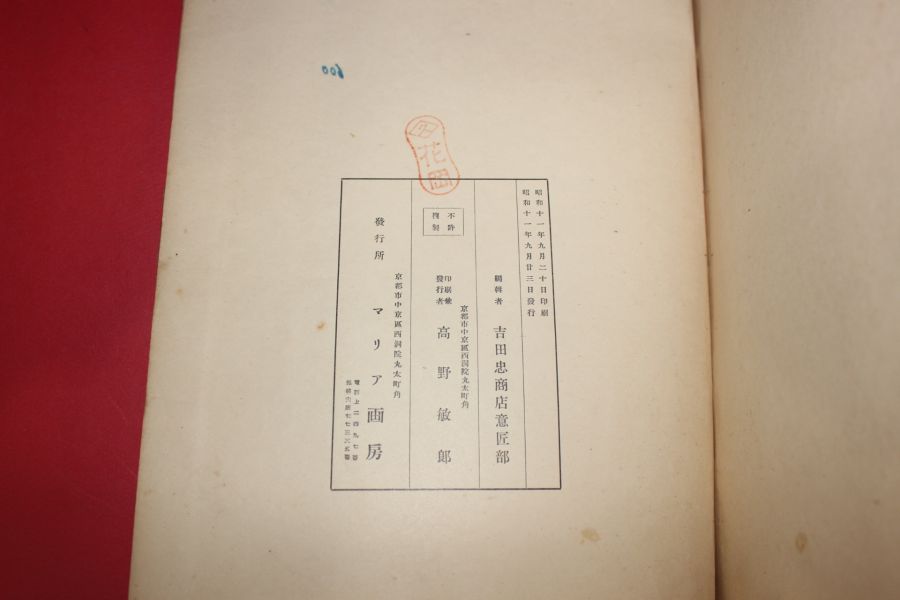 昭和十一年九月二十日印刷
昭和十一年九月廿三日發行
編輯者 吉田忠商店意匠部
京都市中京區西洞院丸太町角
印刷兼
發行者 高野敏郎
不許
複製
京都市中京區西洞院丸太町角
發行所 マリア画房
花岡
600